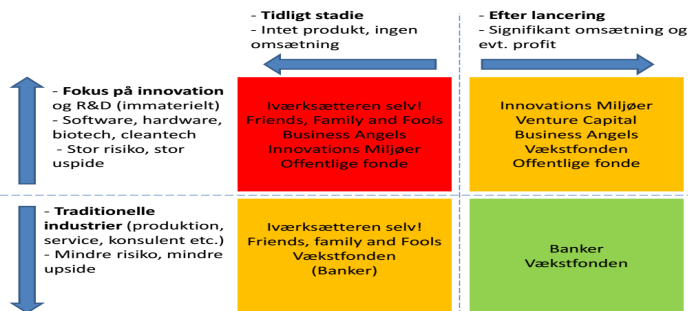 - Tidligt stadie
- Intet produkt, ingen
omsætning
- Efter lancering
- Signifikant omsætning og
evt. profit
- Fokus på innovation
og R&D (immaterielt)
- Software, hardware,
biotech, cleantech
- Stor risiko, stor
uspide
Iværksætteren selv!
Friends, Family and Fools
Business Angels
Innovations Miljøer
Offentlige fonde
Innovations Miljøer
Venture Capital
Business Angels
Vækstfonden
Offentlige fonde
- Traditionelle
industrier (produktion,
service, konsulent etc.)
- Mindre risiko, mindre
upside
Iværksætteren selv!
Friends, family and Fools
Vækstfonden
(Banker)
Banker
Vækstfonden